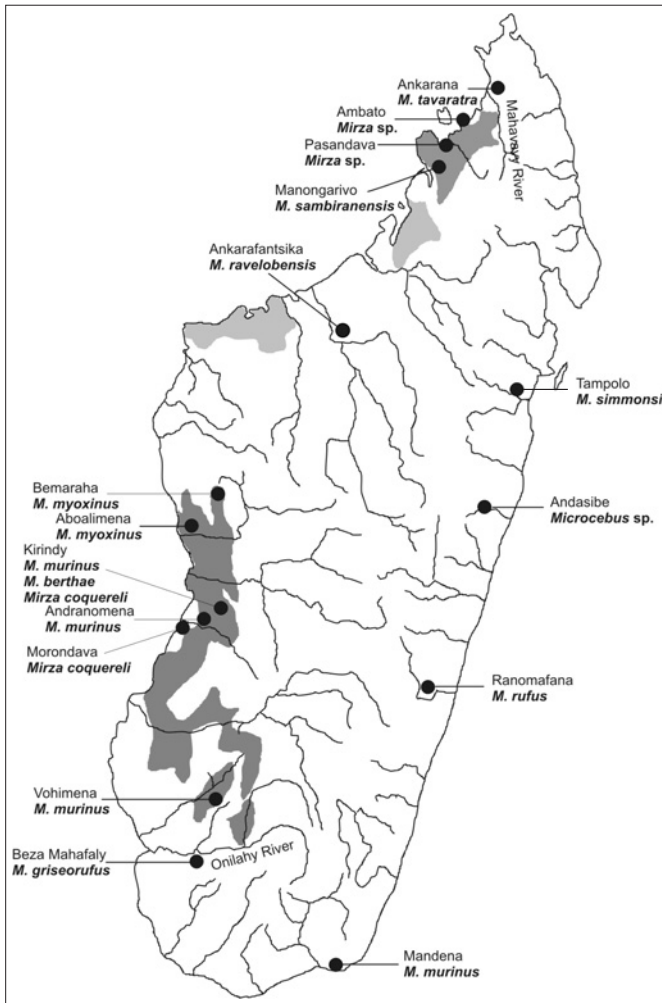 Ankarana
M. tavaratra
Ambato
Mirza sp.
Pasandava
Mirza sp.
Manongarivo
M. sambiranensis
Mahavavy River
Ankarafantsika
M. ravelobensis
Tampolo
M. simmonsi
Bemaraha
M. myoxinus
Aboalimena
M. myoxinus
Kirindy
M. murinus
M. berthae
Mirza coquereli
Andranomena
M. murinus
Morondava
Mirza coquereli
Andasibe
Microcebus sp.
Ranomafana
M. rufus
Vohimena
M. murinus
Beza Mahafaly
M. griseorufus
Onilahy River
Mandena
M. murinus